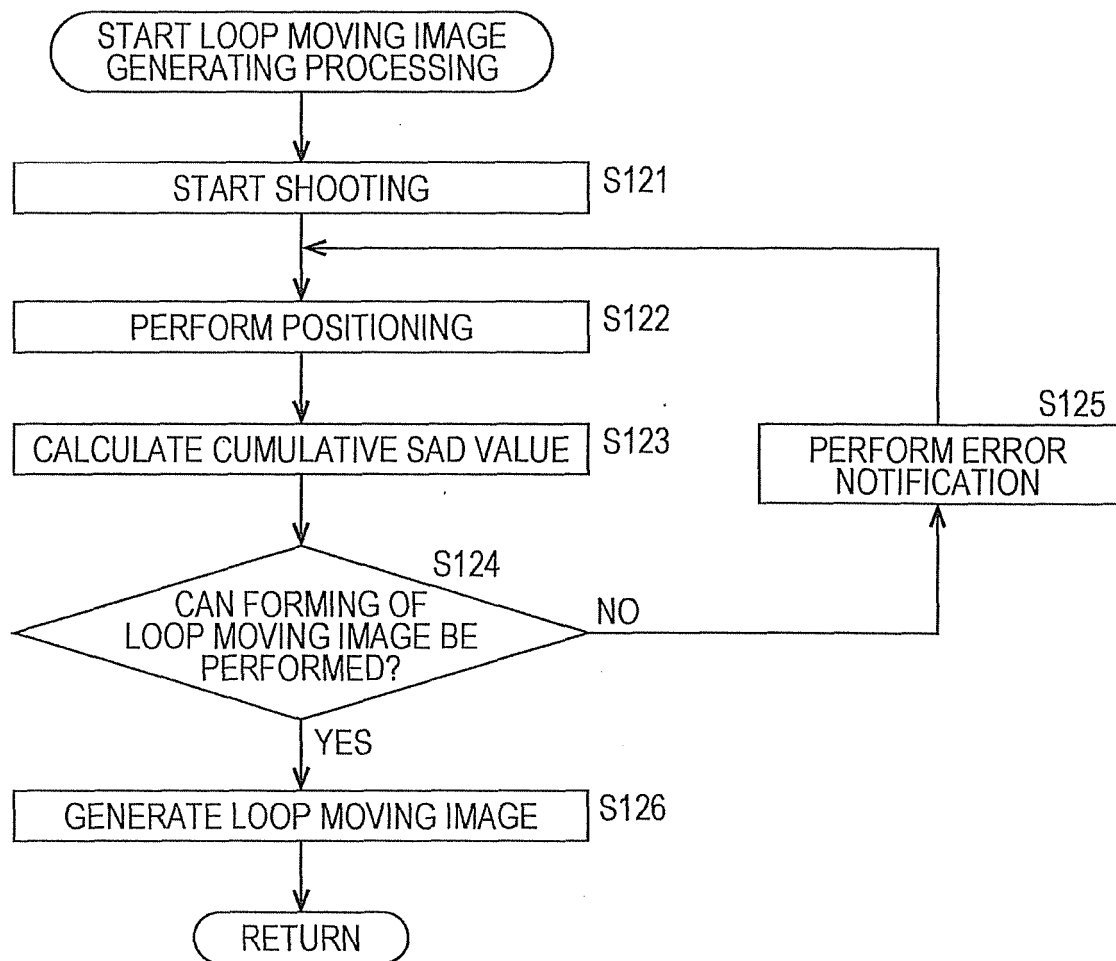 START LOOP MOVING IMAGE
GENERATING PROCESSING
START SHOOTING
S121
PERFORM POSITIONING
S122
CALCULATE CUMULATIVE SAD VALUE
S123
S125
PERFORM ERROR
NOTIFICATION
S124
CAN FORMING OF
LOOP MOVING IMAGE BE
PERFORMED?
NO
YES
GENERATE LOOP MOVING IMAGE
S126
RETURN